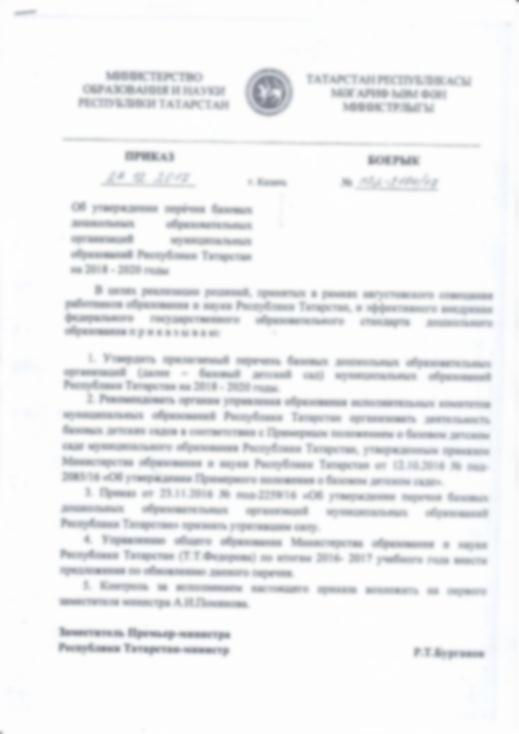 МИНИСТЕРСТВО
ОБРАЗОВАНИЯ И НАУКИ
РЕСПУБЛИКИ ТАТАРСТАН
ТАТАРСТАН РЕСПУБЛИКАСЫ
МӘГАРИФ ҺӘМ ФӘН
МИНИСТРЛЫГЫ
ПРИКАЗ
БОЕРЫК
г. Казань
№
Об утверждении перечня базовых
дошкольных образовательных
организаций муниципальных
образований Республики Татарстан
на 2018 - 2020 годы
В целях реализации решений, принятых в рамках августовского совещания
работников образования и науки Республики Татарстан, и эффективного внедрения
федерального государственного образовательного стандарта дошкольного
образования п р и к а з ы в а ю:
1. Утвердить прилагаемый перечень базовых дошкольных образовательных
организаций (далее – базовый детский сад) муниципальных образований
Республики Татарстан на 2018 - 2020 годы.
2. Рекомендовать органам управления образования исполнительных комитетов
муниципальных образований Республики Татарстан организовать деятельность
базовых детских садов в соответствии с Примерным положением о базовом детском
саде муниципального образования Республики Татарстан, утвержденным приказом
Министерства образования и науки Республики Татарстан от 12.10.2016 № под-
2085/16 «Об утверждении Примерного положения о базовом детском саде».
3. Приказ от 25.11.2016 № под-2259/16 «Об утверждении перечня базовых
дошкольных образовательных организаций муниципальных образований
Республики Татарстан» признать утратившим силу.
4. Управлению общего образования Министерства образования и науки
Республики Татарстан (Т.Т.Федорова) по итогам 2016- 2017 учебного года внести
предложения по обновлению данного перечня.
5. Контроль за исполнением настоящего приказа возложить на первого
заместителя министра А.И.Поминова.
Заместитель Премьер-министра
Республики Татарстан-министр
Р.Т.Бурганов